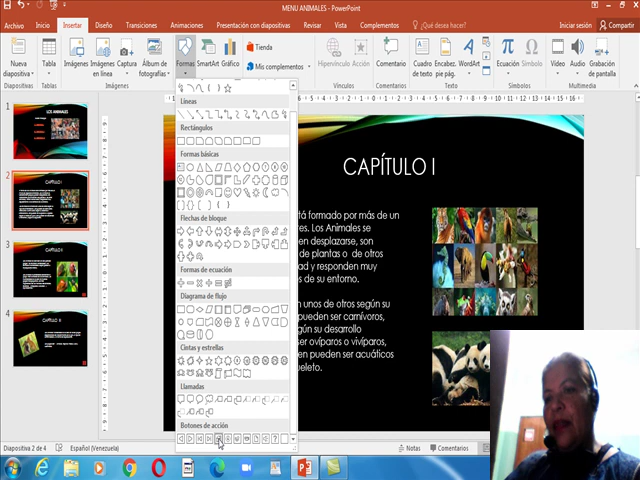 MENU ANIMALES - PowerPoint
Archivo Inicio Insertar Diseño Transiciones Animaciones Presentación con diapositivas Revisar Vista Complementos ¿Qué desea hacer? Iniciar sesión Compartir
Nueva diapositiva
Tabla
Imágenes
Imágenes en línea
Captura
Álbum de fotografías
Formas
SmartArt
Gráfico
Tienda
Mis complementos
Hipervínculo
Acción
Comentario
Cuadro de texto
Encabez. pie pág.
Ecuación
Símbolo
Vídeo
Audio
Grabación de pantalla
Diapositivas Tablas Imágenes Vínculos Comentarios Texto Símbolos Multimedia
Líneas
Rectángulos
Formas básicas
Flechas de bloque
Formas de ecuación
Diagrama de flujo
Cintas y estrellas
Llamadas
Botones de acción
1
LOS ANIMALES
2
CAPÍTULO I
3
4
CAPÍTULO I
tá formado por más de un
res. Los Animales se
en desplazarse, son
de plantas o de otros
dad y responden muy
os de su entorno.
n unos de otros según su
pueden ser carnívoros,
gún su desarrollo
ser ovíparos o vivíparos,
en pueden ser acuáticos
ueleto.
Diapositiva 2 de 4 Español (Venezuela) Notas Comentarios